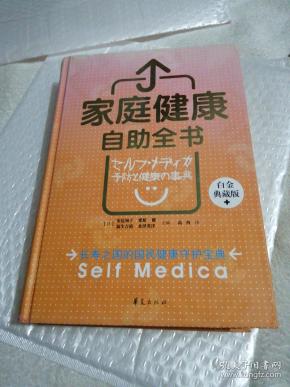 家庭健康
自助全书
セルフ・メディカ
予防と健康の事典
白金
典藏版
长寿之国的国民健康守护宝典
Self Medica
华夏出版社